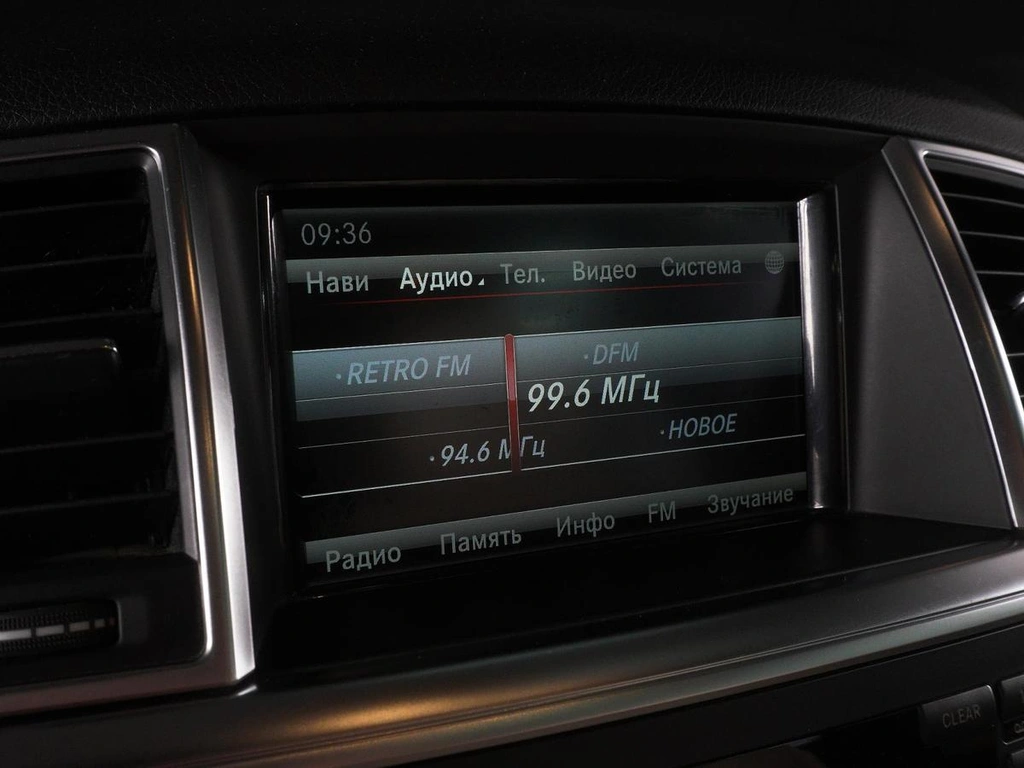 09:36
Нави Аудио Тел. Видео Система
·RETRO FM ·DFM
99.6 МГц
·94.6 МГц ·НОВОЕ
Радио Память Инфо FM Звучание
CLEAR